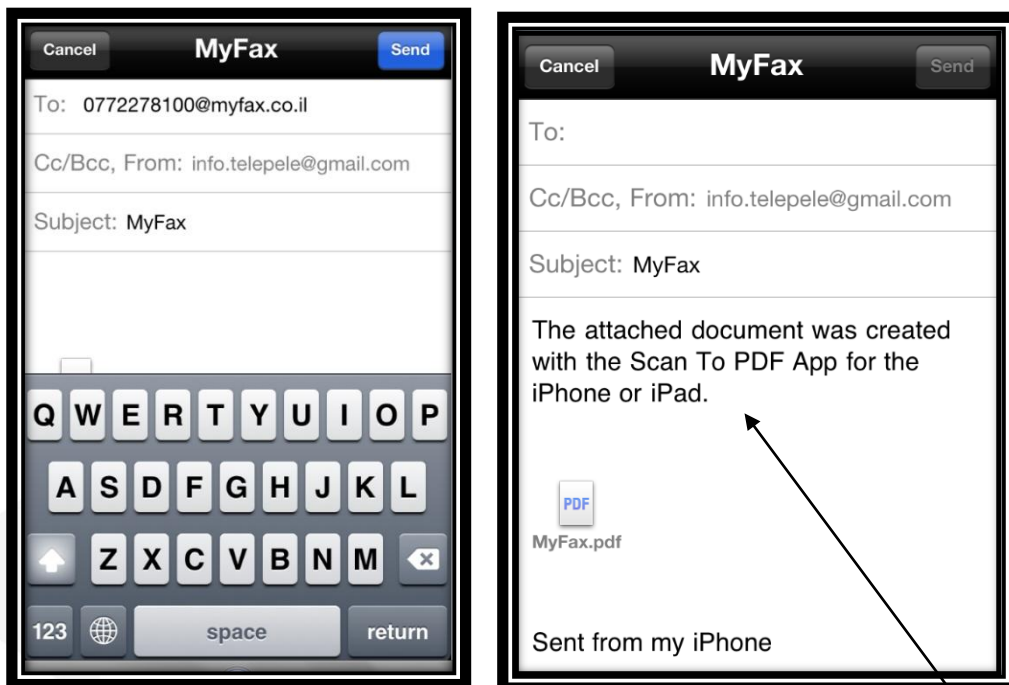 Cancel MyFax Send
To: 0772278100@myfax.co.il
Cc/Bcc, From: info.telepele@gmail.com
Subject: MyFax
Q W E R T Y U I O P
A S D F G H J K L
Z X C V B N M
123 space return
Cancel MyFax Send
To:
Cc/Bcc, From: info.telepele@gmail.com
Subject: MyFax
The attached document was created
with the Scan To PDF App for the
iPhone or iPad.
PDF
MyFax.pdf
Sent from my iPhone